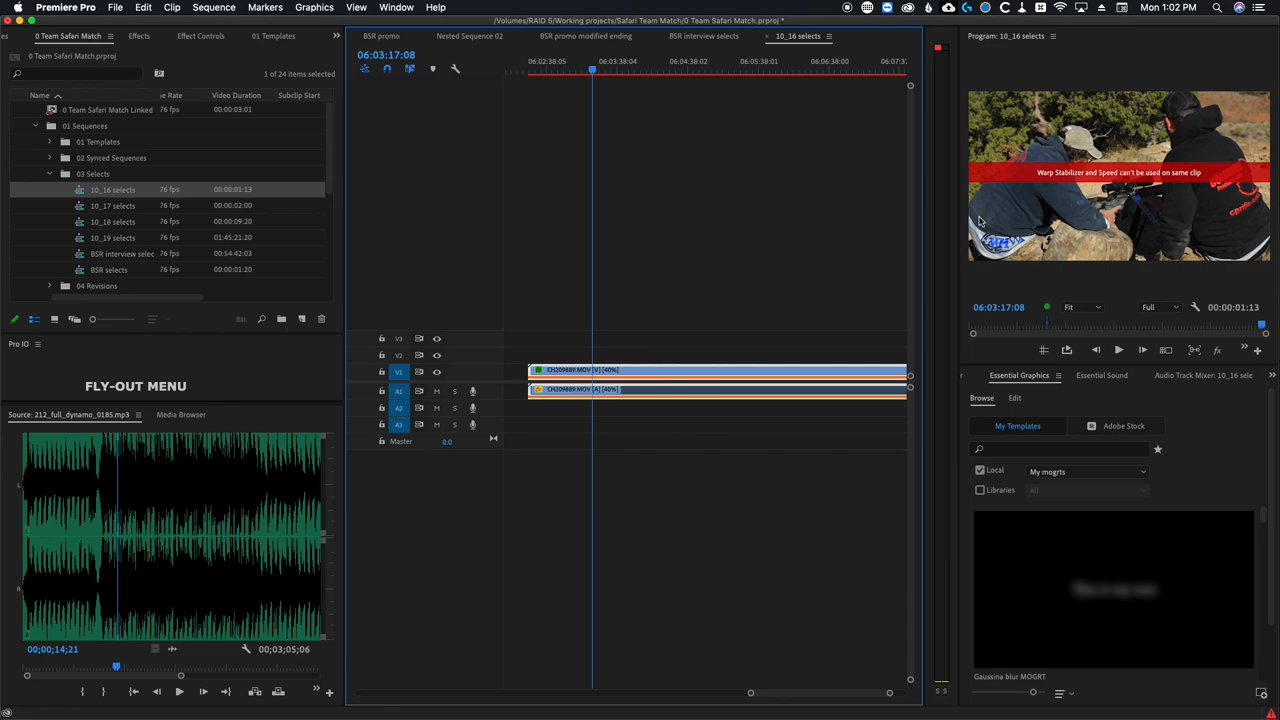 Premiere Pro File Edit Clip Sequence Markers Graphics View Window Help
Mon 1:02 PM
/Volumes/RAID 5/Working projects/Safari Team Match/0 Team Safari Match.prproj *
0 Team Safari Match Effects Effect Controls 01 Templates
0 Team Safari Match.prproj
1 of 24 items selected
Name Rate Video Duration Subclip Start
0 Team Safari Match Linked 76 fps 00:00:03:01
01 Sequences
01 Templates
02 Synced Sequences
03 Selects
10_16 selects 76 fps 00:00:01:13
10_17 selects 76 fps 00:00:02:00
10_18 selects 76 fps 00:00:09:20
10_19 selects 76 fps 01:45:21:20
BSR interview selec 76 fps 00:54:42:03
BSR selects 76 fps 00:00:01:20
04 Revisions
Pro IO
FLY-OUT MENU
Source: 212_full_dynamo_0185.mp3 Media Browser
L
R
00;00;14;21 00;03;05;06
BSR promo Nested Sequence 02 BSR promo modified ending BSR interview selects 10_16 selects
06:03:17:08
06:02:38:05 06:03:38:04 06:04:38:02 06:05:38:01 06:06:38:00 06:07:37
V3
V2
V1 CH209889.MOV [V] [40%]
A1 M S CH209889.MOV [A] [40%]
A2 M S
A3 M S
Master 0.0
S S
Program: 10_16 selects
Warp Stabilizer and Speed can't be used on same clip
06:03:17:08 Fit Full 00:00:01:13
Essential Graphics Essential Sound Audio Track Mixer: 10_16 sele
Browse Edit
My Templates Adobe Stock
Local My mogrts
Libraries All
Gaussina blur MOGRT